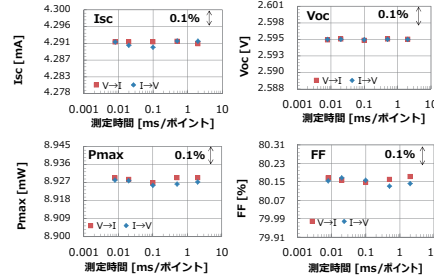 Isc
0.1%
Isc [mA]
4.300
4.291
4.287
4.283
4.278
V→I I→V
0.001 0.01 0.1 1 10
測定時間 [ms/ポイント]
Voc
0.1%
Voc [V]
2.601
2.598
2.595
2.593
2.590
2.588
V→I I→V
0.001 0.01 0.1 1 10
測定時間 [ms/ポイント]
Pmax
0.1%
Pmax [mW]
8.945
8.936
8.927
8.918
8.909
8.900
V→I I→V
0.001 0.01 0.1 1 10
測定時間 [ms/ポイント]
FF
0.1%
FF [%]
80.31
80.23
80.15
80.07
79.99
79.91
V→I I→V
0.001 0.01 0.1 1 10
測定時間 [ms/ポイント]